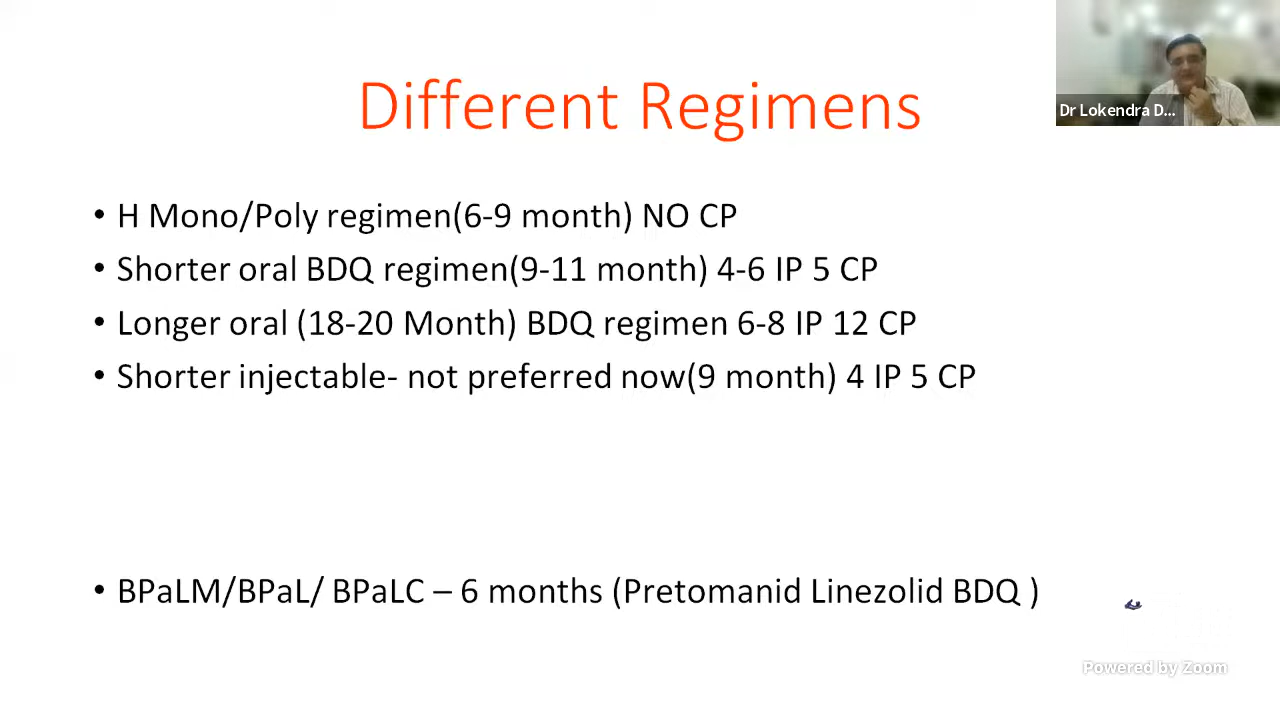 Different Regimens
Dr Lokendra D...
• H Mono/Poly regimen(6-9 month) NO CP
• Shorter oral BDQ regimen(9-11 month) 4-6 IP 5 CP
• Longer oral (18-20 Month) BDQ regimen 6-8 IP 12 CP
• Shorter injectable- not preferred now(9 month) 4 IP 5 CP
• BPaLM/BPaL/ BPaLC – 6 months (Pretomanid Linezolid BDQ )
Powered by Zoom